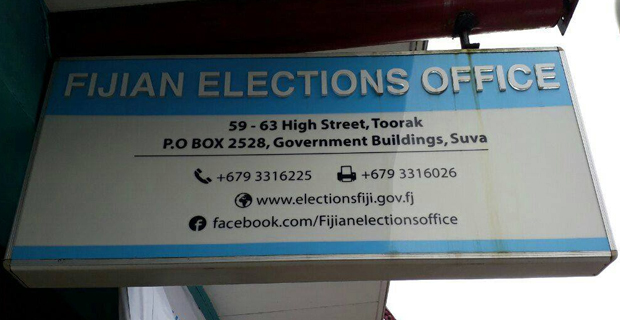 FIJIAN ELECTIONS OFFICE
59 - 63 High Street, Toorak
P.O BOX 2528, Government Buildings, Suva
+679 3316225 +679 3316026
www.electionsfiji.gov.fj
facebook.com/Fijianelectionsoffice